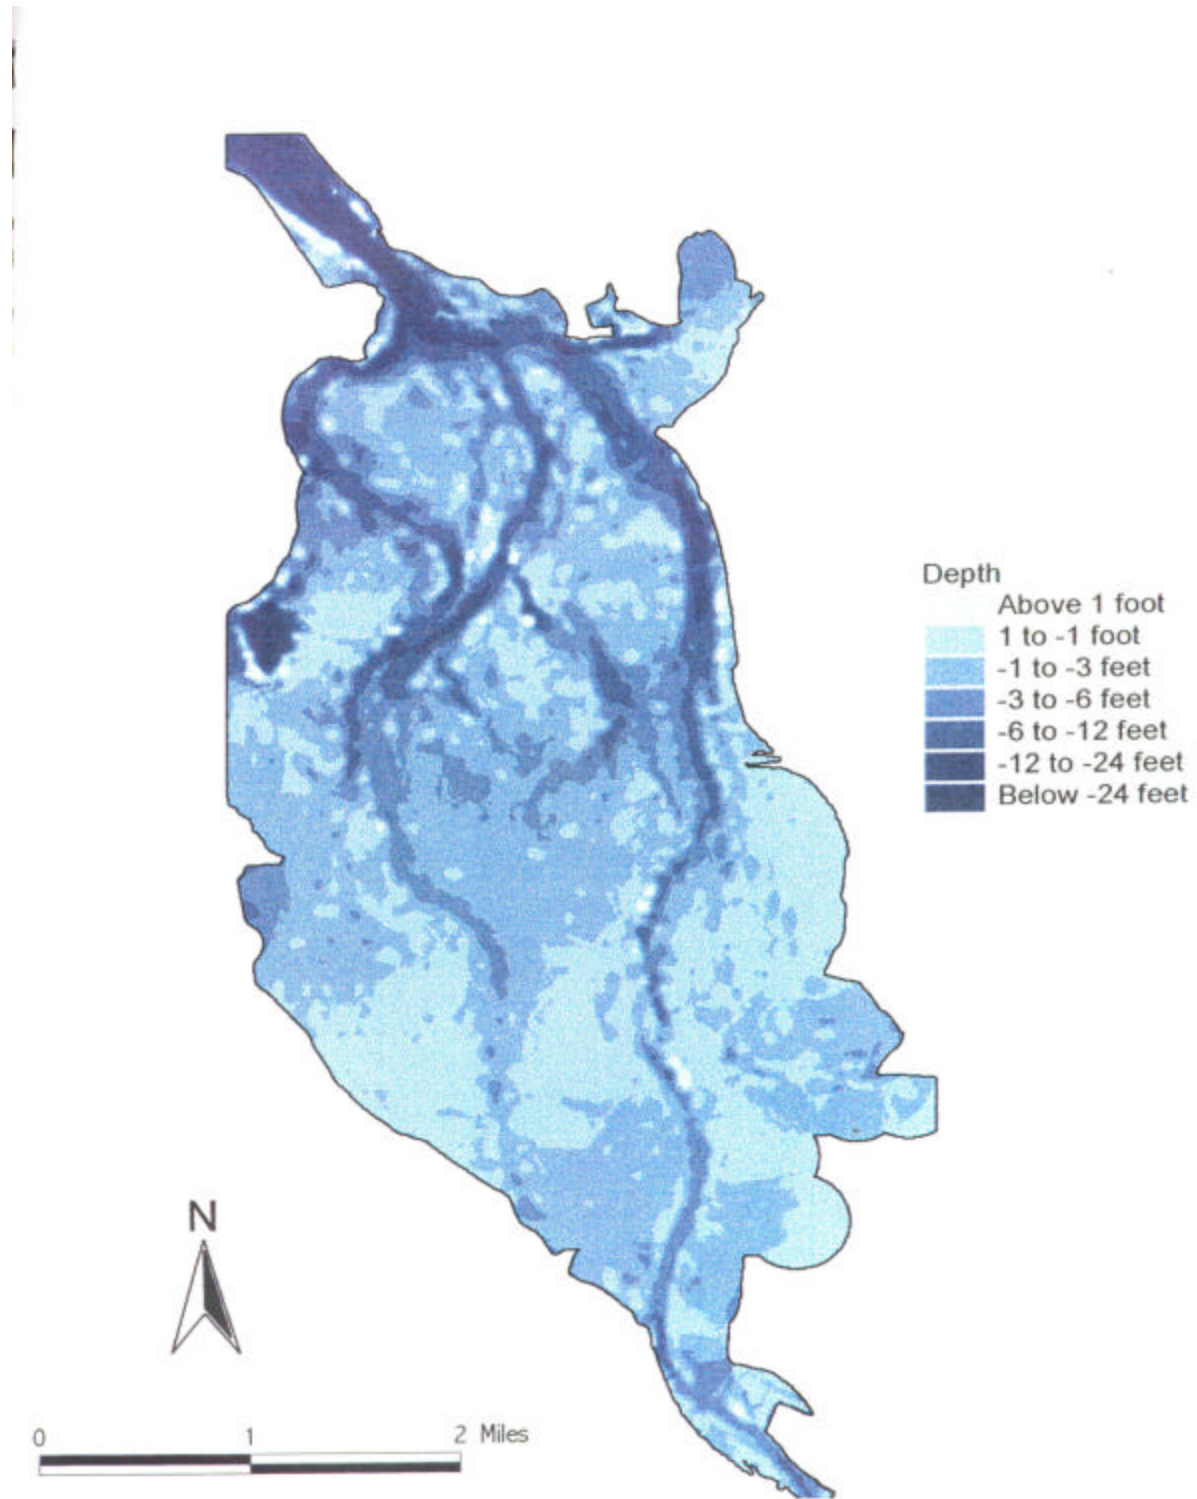 Depth
Above 1 foot
1 to -1 foot
-1 to -3 feet
-3 to -6 feet
-6 to -12 feet
-12 to -24 feet
Below -24 feet
N
0 1 2 Miles